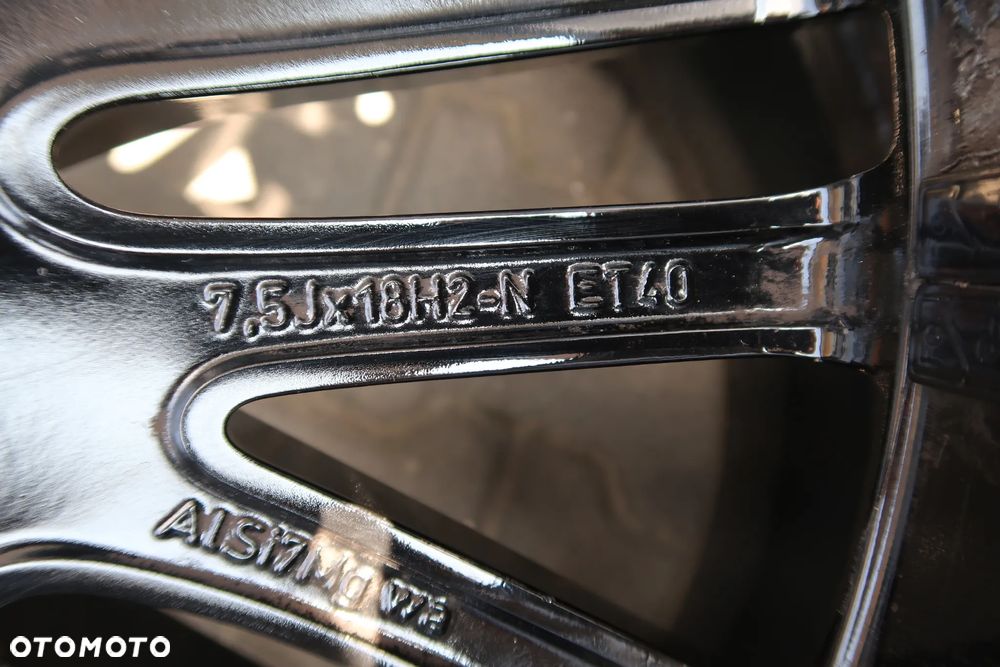 7,5Jx18H2-N ET40
AlSi7Mg
OTOMOTO